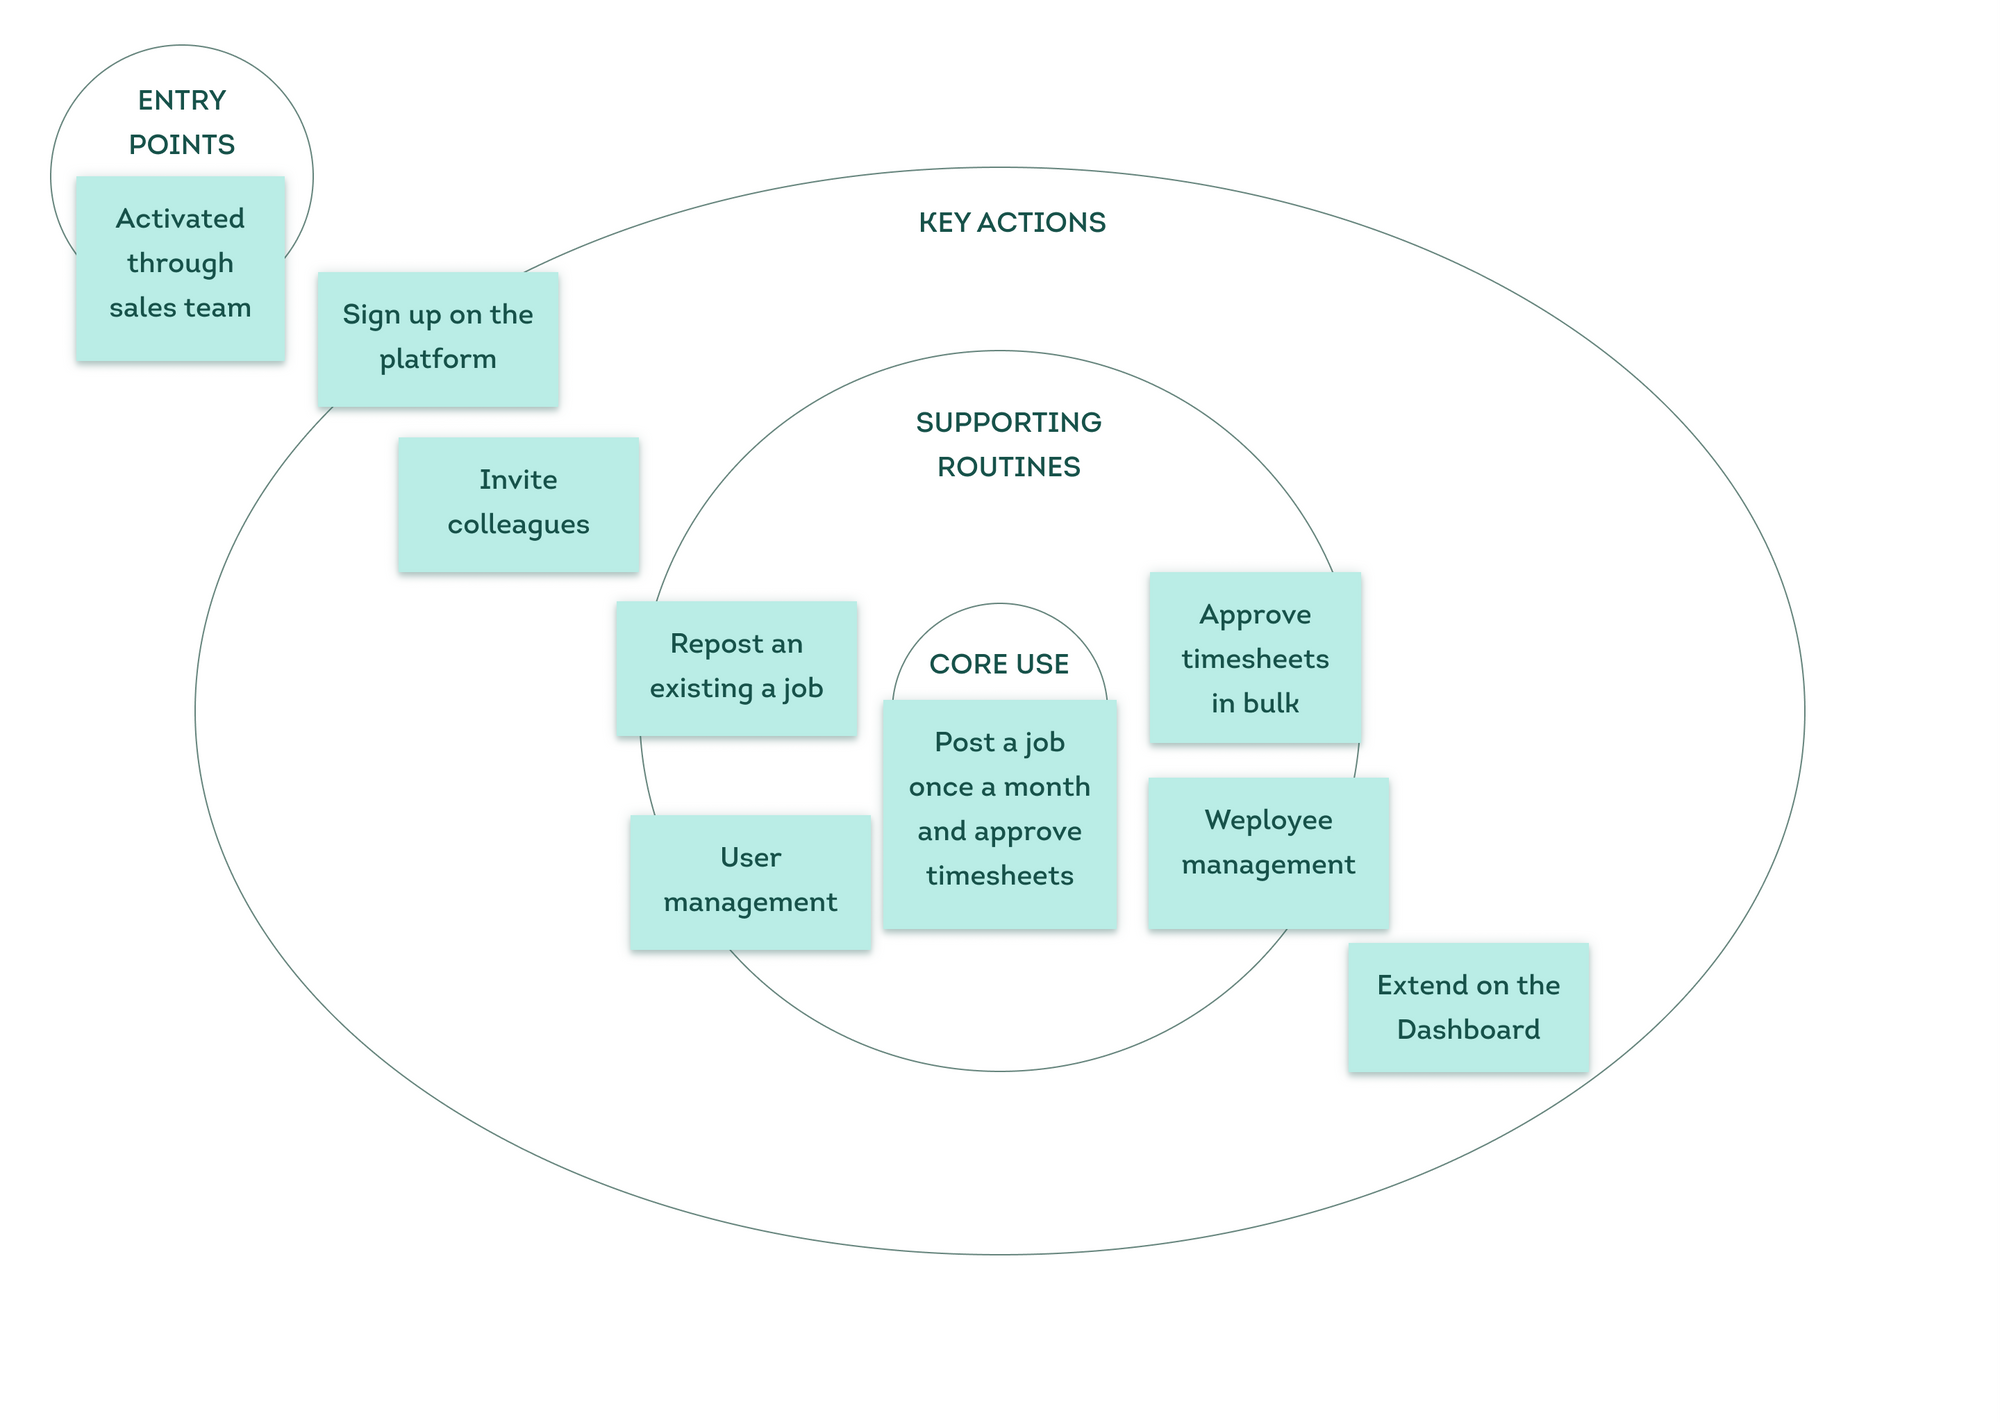 ENTRY
POINTS
Activated
through
sales team
KEY ACTIONS
Sign up on the
platform
Invite
colleagues
SUPPORTING
ROUTINES
Repost an
existing a job
CORE USE
Post a job
once a month
and approve
timesheets
Approve
timesheets
in bulk
User
management
Weployee
management
Extend on the
Dashboard